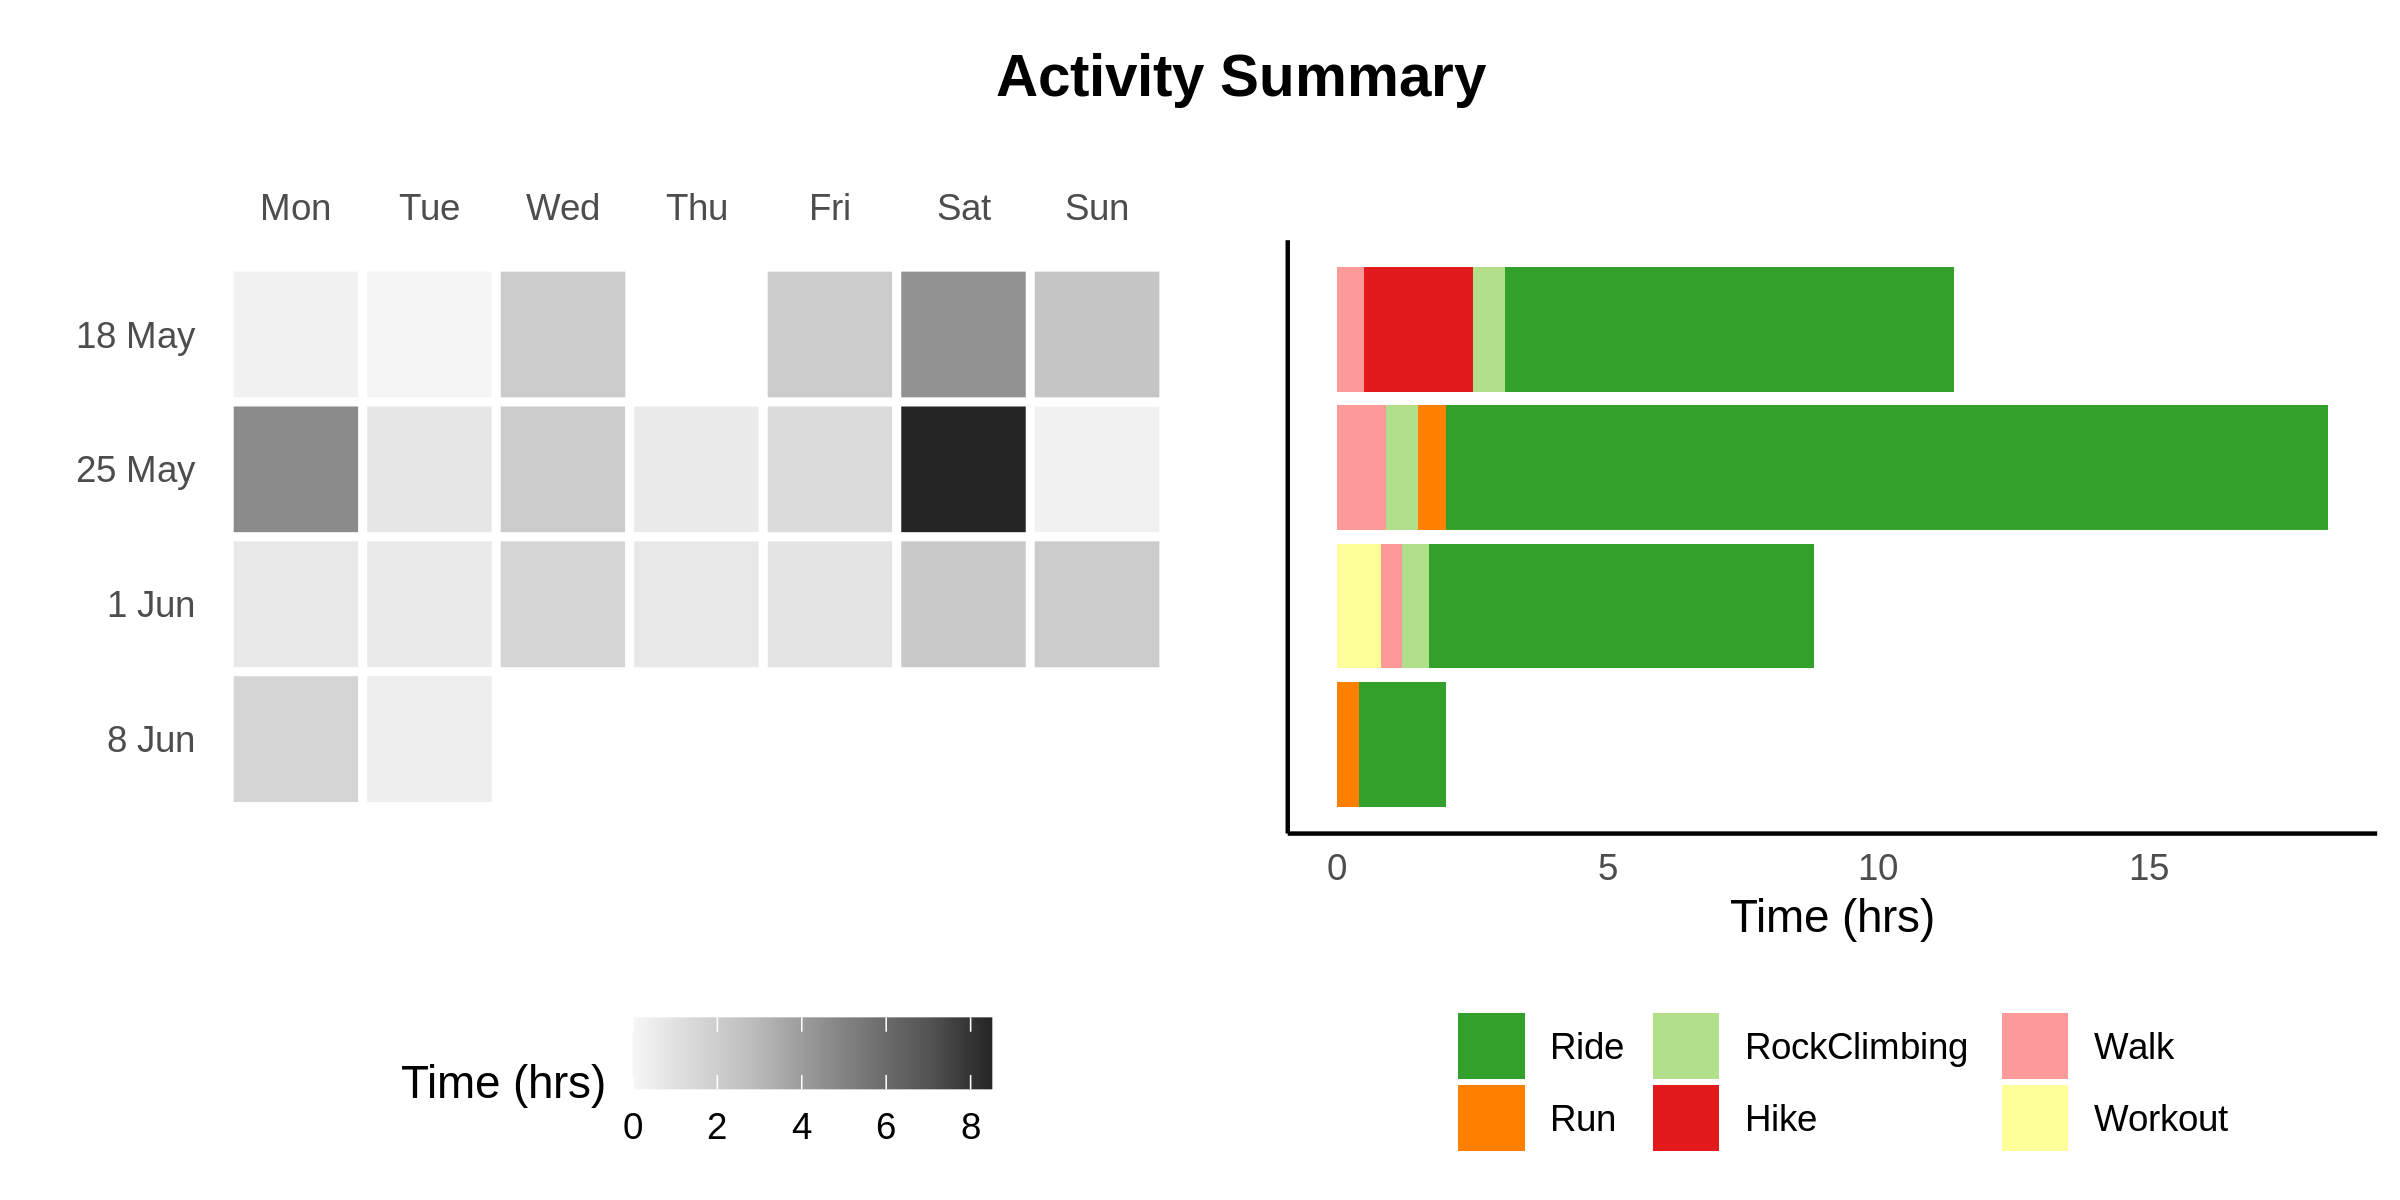 Activity Summary
Mon Tue Wed Thu Fri Sat Sun
18 May
25 May
1 Jun
8 Jun
0 5 10 15
Time (hrs)
Time (hrs)
0 2 4 6 8
Ride RockClimbing Walk
Run Hike Workout